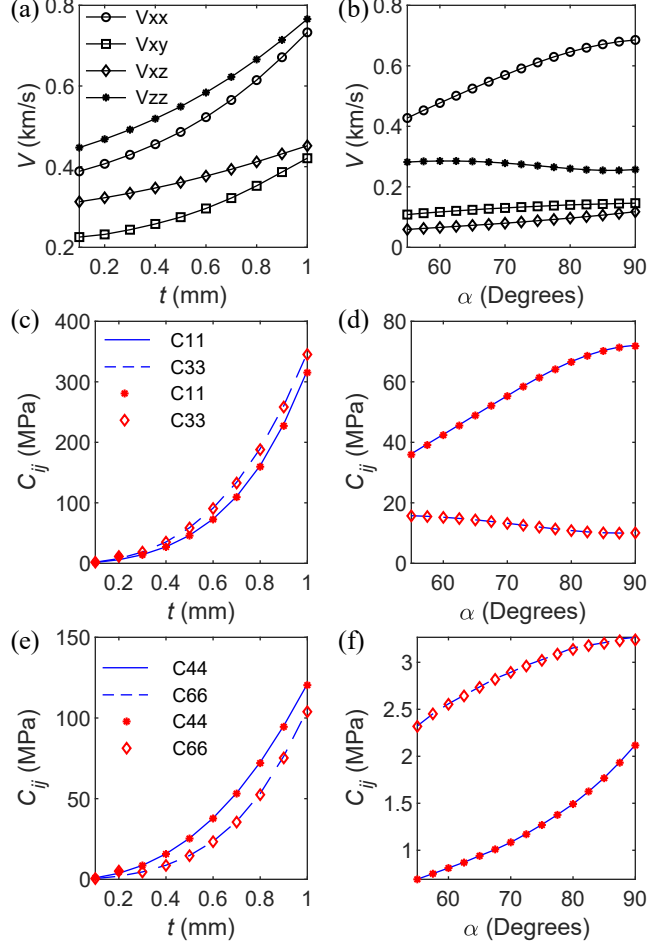 (a)
0.8
0.6
0.4
0.2
V (km/s)
Vxx
Vxy
Vxz
Vzz
0.2 0.4 0.6 0.8 1
t (mm)
(b)
0.8
0.6
0.4
0.2
0
V (km/s)
60 70 80 90
α (Degrees)
(c)
400
300
200
100
0
C_ij (MPa)
C11
C33
C11
C33
0.2 0.4 0.6 0.8 1
t (mm)
(d)
80
60
40
20
0
C_ij (MPa)
60 70 80 90
α (Degrees)
(e)
150
100
50
0
C_ij (MPa)
C44
C66
C44
C66
0.2 0.4 0.6 0.8 1
t (mm)
(f)
3
2.5
2
1.5
1
C_ij (MPa)
60 70 80 90
α (Degrees)